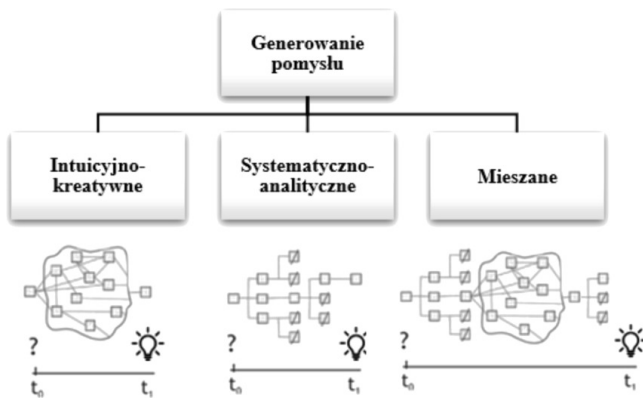 Generowanie
pomysłu
Intuicyjno-
kreatywne
Systematyczno-
analityczne
Mieszane
?
t₀
t₁
?
t₀
t₁
?
t₀
t₁